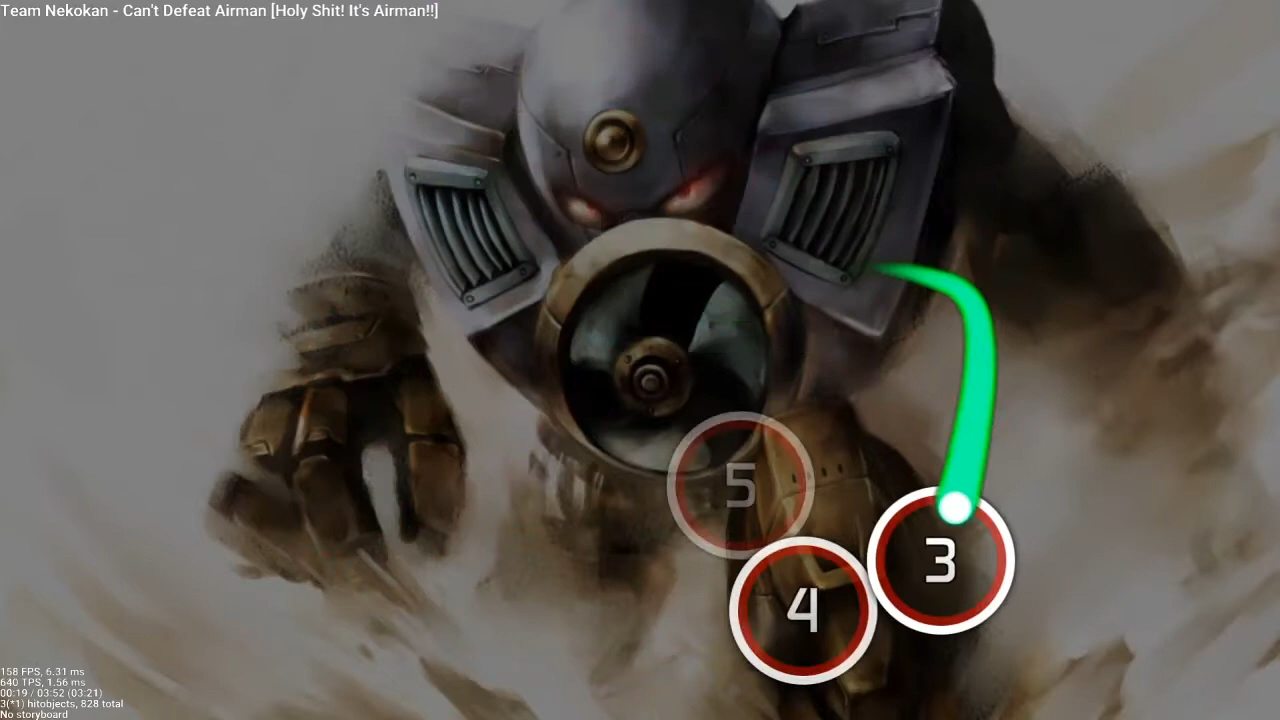 Team Nekokan - Can't Defeat Airman [Holy Shit! It's Airman!!]
5
3
4
158 FPS, 6.31 ms
640 TPS, 1.56 ms
00:19 / 03:52 (03:21)
3(*1) hitobjects, 828 total
No storyboard